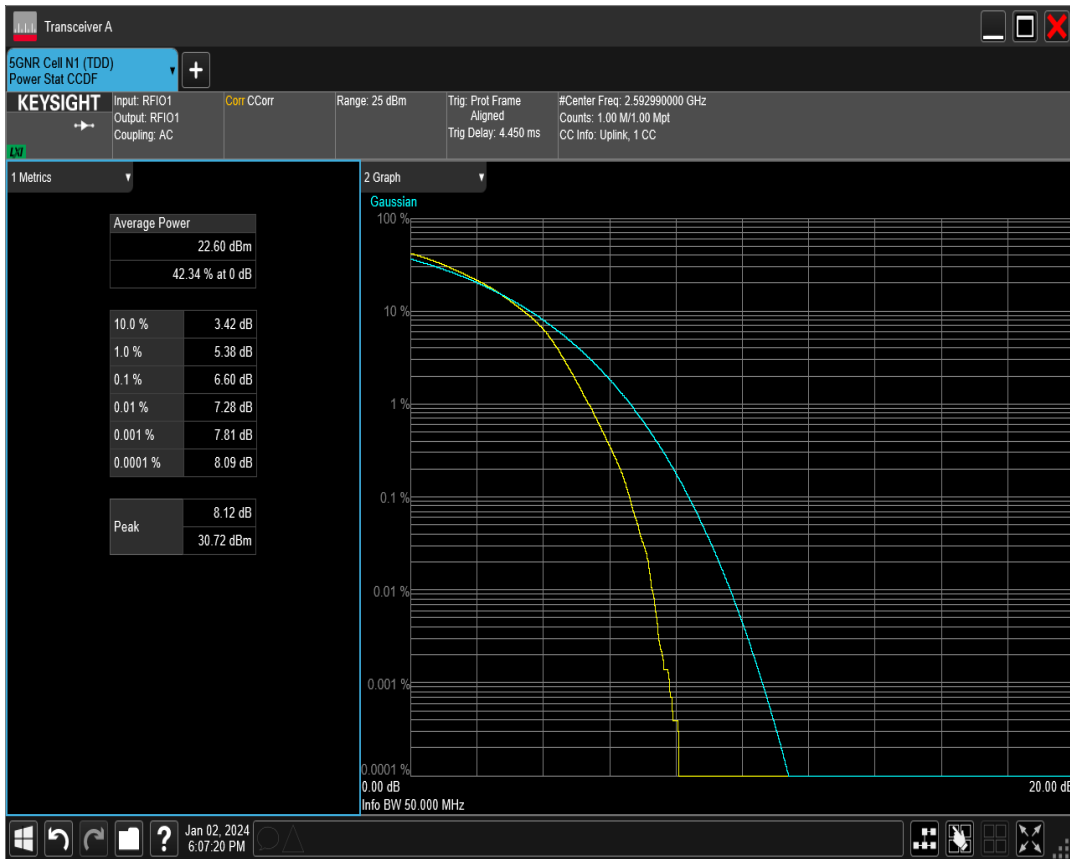 Transceiver A
5GNR Cell N1 (TDD)
Power Stat CCDF
+
KEYSIGHT
LXI
Input: RFIO1
Output: RFIO1
Coupling: AC
Corr CCorr
Range: 25 dBm
Trig: Prot Frame
Aligned
Trig Delay: 4.450 ms
#Center Freq: 2.592990000 GHz
Counts: 1.00 M/1.00 Mpt
CC Info: Uplink, 1 CC
1 Metrics
Average Power
22.60 dBm
42.34 % at 0 dB
10.0 % 3.42 dB
1.0 % 5.38 dB
0.1 % 6.60 dB
0.01 % 7.28 dB
0.001 % 7.81 dB
0.0001 % 8.09 dB
Peak
8.12 dB
30.72 dBm
2 Graph
Gaussian
100 %
10 %
1 %
0.1 %
0.01 %
0.001 %
0.0001 %
0.00 dB 20.00 dB
Info BW 50.000 MHz
?
Jan 02, 2024
6:07:20 PM